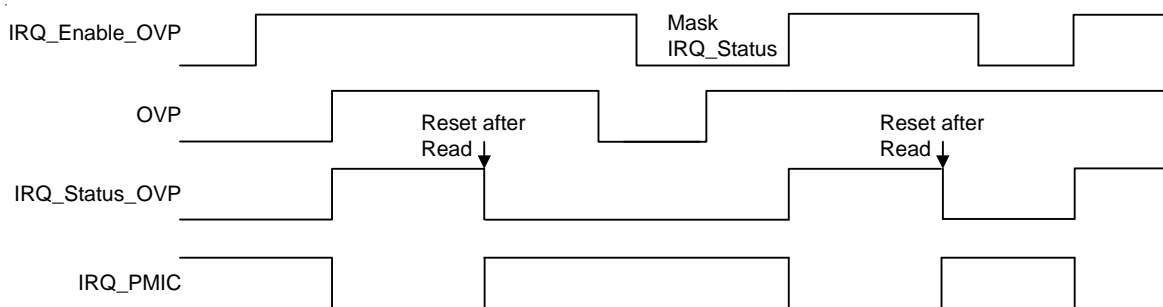 IRQ_Enable_OVP
Mask
IRQ_Status
OVP
Reset after
Read
Reset after
Read
IRQ_Status_OVP
IRQ_PMIC